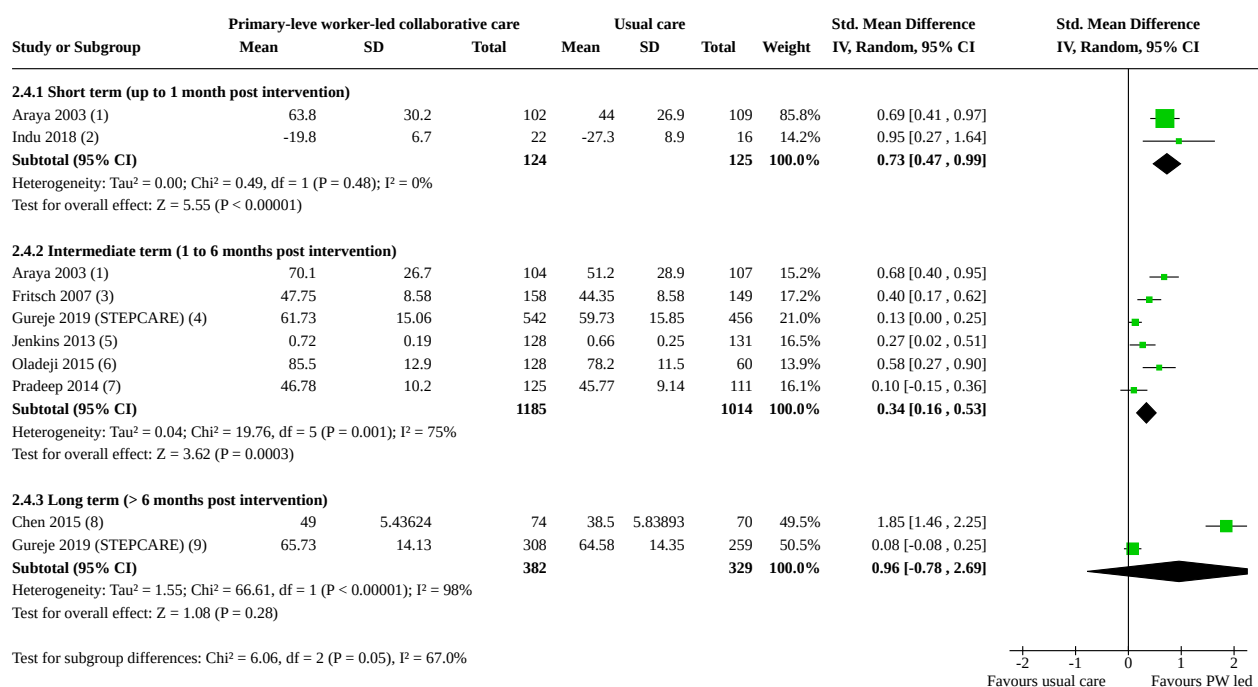 Primary-leve worker-led collaborative care Usual care Std. Mean Difference Std. Mean Difference
Study or Subgroup Mean SD Total Mean SD Total Weight IV, Random, 95% CI IV, Random, 95% CI
2.4.1 Short term (up to 1 month post intervention)
Araya 2003 (1) 63.8 30.2 102 44 26.9 109 85.8% 0.69 [0.41 , 0.97]
Indu 2018 (2) -19.8 6.7 22 -27.3 8.9 16 14.2% 0.95 [0.27 , 1.64]
Subtotal (95% CI) 124 125 100.0% 0.73 [0.47 , 0.99]
Heterogeneity: Tau² = 0.00; Chi² = 0.49, df = 1 (P = 0.48); I² = 0%
Test for overall effect: Z = 5.55 (P < 0.00001)
2.4.2 Intermediate term (1 to 6 months post intervention)
Araya 2003 (1) 70.1 26.7 104 51.2 28.9 107 15.2% 0.68 [0.40 , 0.95]
Fritsch 2007 (3) 47.75 8.58 158 44.35 8.58 149 17.2% 0.40 [0.17 , 0.62]
Gureje 2019 (STEPCARE) (4) 61.73 15.06 542 59.73 15.85 456 21.0% 0.13 [0.00 , 0.25]
Jenkins 2013 (5) 0.72 0.19 128 0.66 0.25 131 16.5% 0.27 [0.02 , 0.51]
Oladeji 2015 (6) 85.5 12.9 128 78.2 11.5 60 13.9% 0.58 [0.27 , 0.90]
Pradeep 2014 (7) 46.78 10.2 125 45.77 9.14 111 16.1% 0.10 [-0.15 , 0.36]
Subtotal (95% CI) 1185 1014 100.0% 0.34 [0.16 , 0.53]
Heterogeneity: Tau² = 0.04; Chi² = 19.76, df = 5 (P = 0.001); I² = 75%
Test for overall effect: Z = 3.62 (P = 0.0003)
2.4.3 Long term (> 6 months post intervention)
Chen 2015 (8) 49 5.43624 74 38.5 5.83893 70 49.5% 1.85 [1.46 , 2.25]
Gureje 2019 (STEPCARE) (9) 65.73 14.13 308 64.58 14.35 259 50.5% 0.08 [-0.08 , 0.25]
Subtotal (95% CI) 382 329 100.0% 0.96 [-0.78 , 2.69]
Heterogeneity: Tau² = 1.55; Chi² = 66.61, df = 1 (P < 0.00001); I² = 98%
Test for overall effect: Z = 1.08 (P = 0.28)
Test for subgroup differences: Chi² = 6.06, df = 2 (P = 0.05), I² = 67.0%
-2 -1 0 1 2
Favours usual care Favours PW led